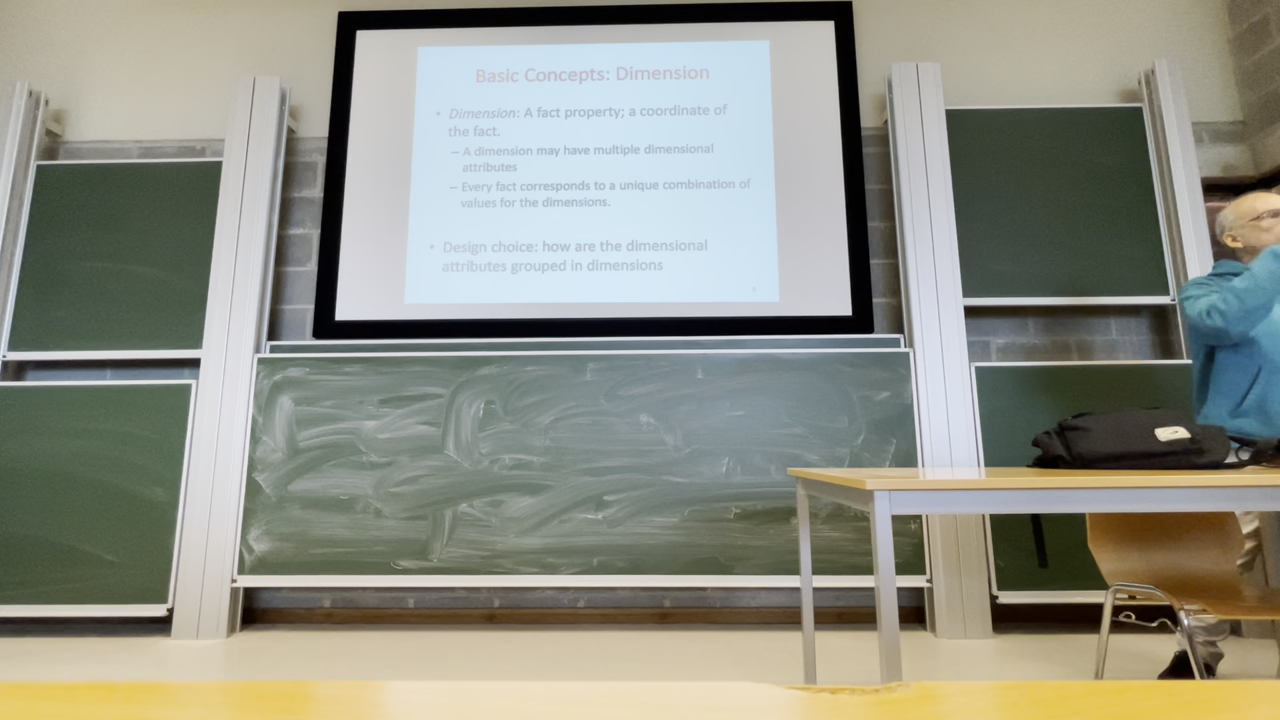 Basic Concepts: Dimension
• Dimension: A fact property; a coordinate of
the fact.
– A dimension may have multiple dimensional
attributes
– Every fact corresponds to a unique combination of
values for the dimensions.
• Design choice: how are the dimensional
attributes grouped in dimensions